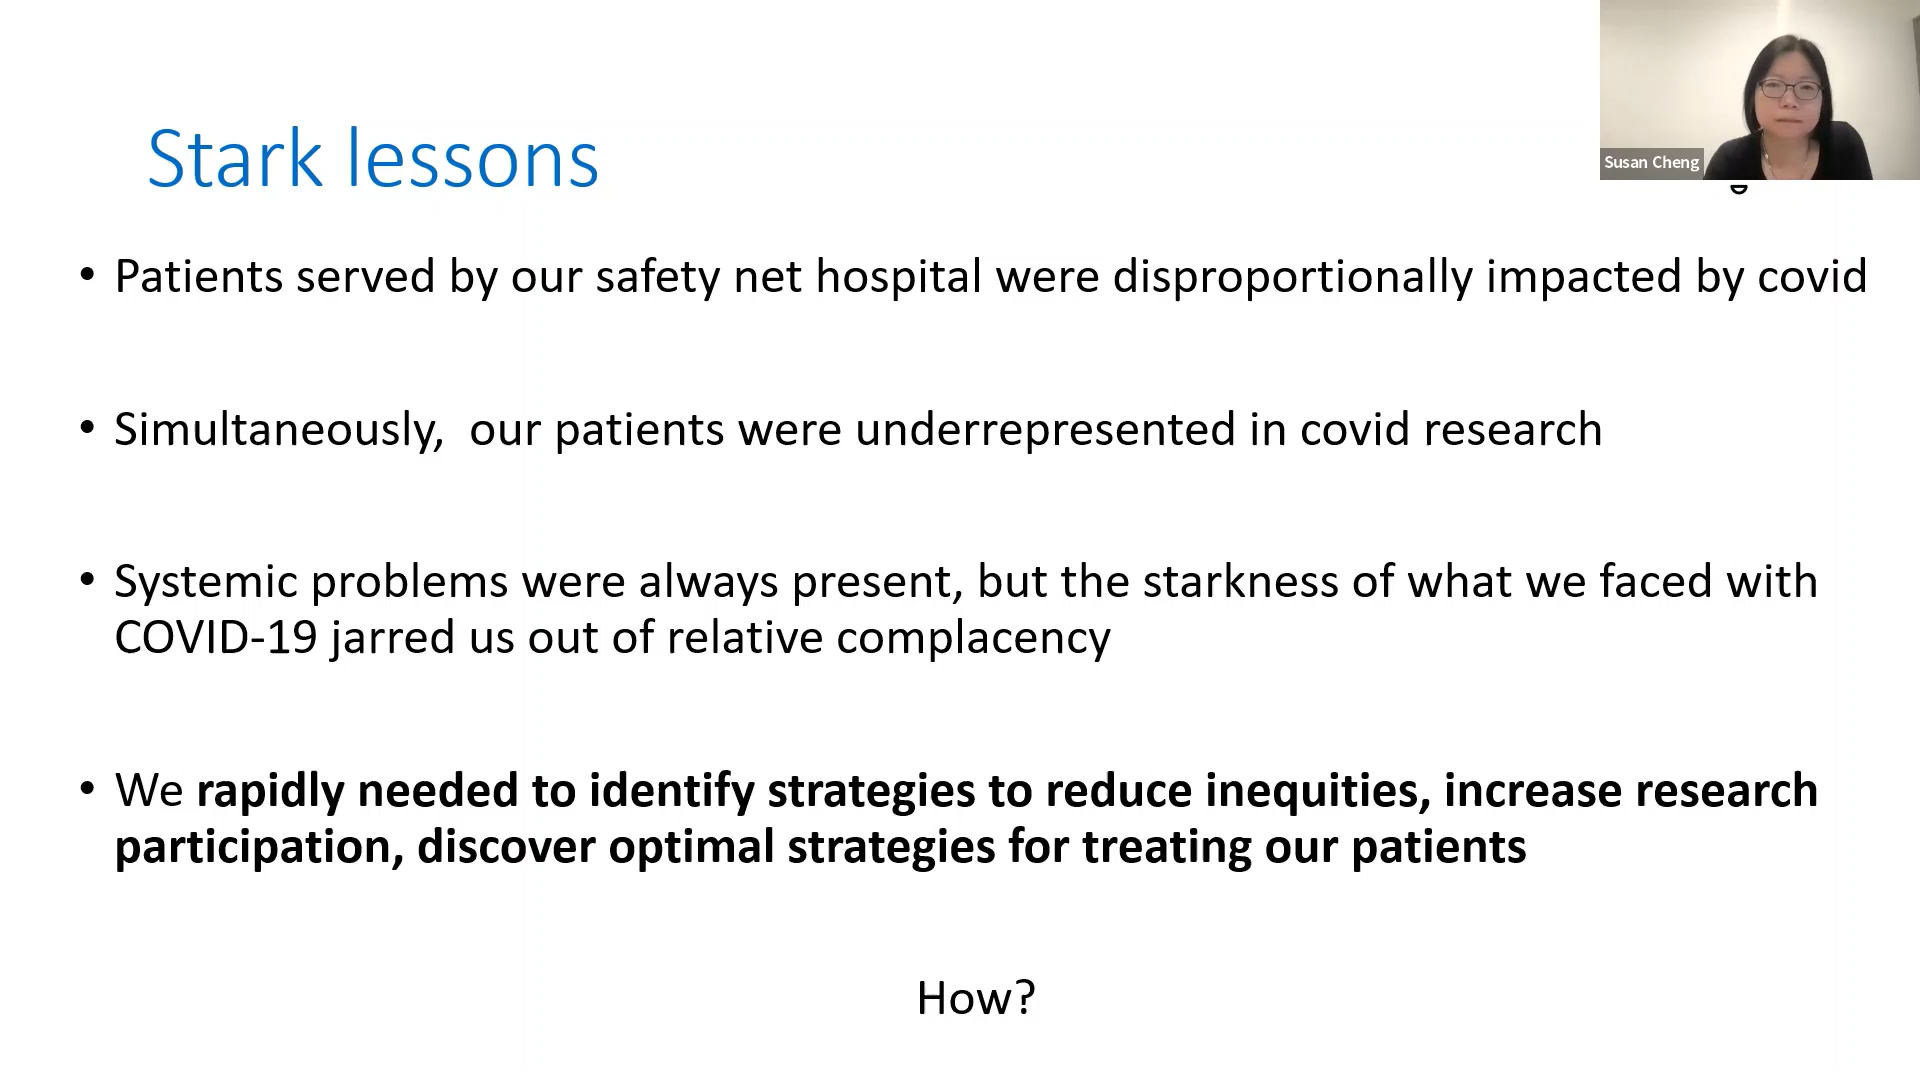 Susan Cheng
Stark lessons
• Patients served by our safety net hospital were disproportionally impacted by covid
• Simultaneously,  our patients were underrepresented in covid research
• Systemic problems were always present, but the starkness of what we faced with
COVID-19 jarred us out of relative complacency
• We rapidly needed to identify strategies to reduce inequities, increase research
participation, discover optimal strategies for treating our patients
How?